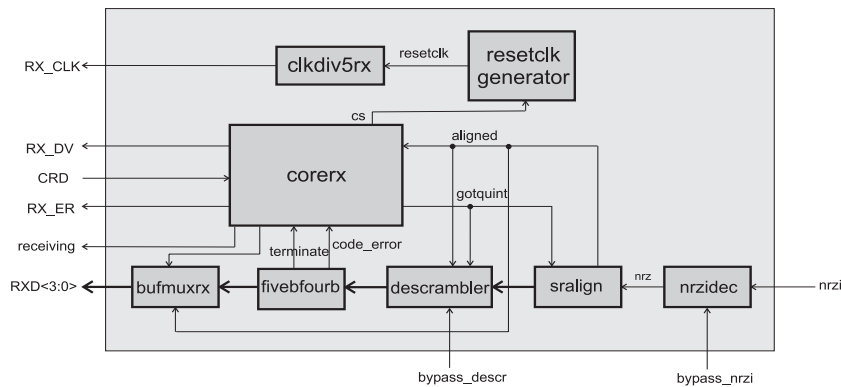 RX_CLK
clkdiv5rx
resetclk
resetclk
generator
cs
aligned
RX_DV
CRD
corerx
RX_ER
gotquint
receiving
terminate
code_error
RXD<3:0>
bufmuxrx
fivebfourb
descrambler
sralign
nrz
nrzidec
nrzi
bypass_descr
bypass_nrzi